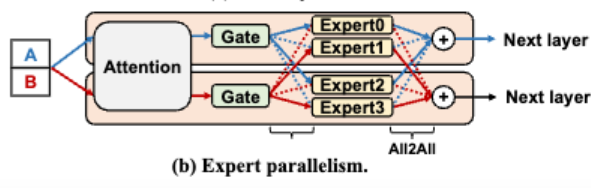 A
B
Attention
Gate
Gate
Expert0
Expert1
Expert2
Expert3
+
+
Next layer
Next layer
All2All
(b) Expert parallelism.